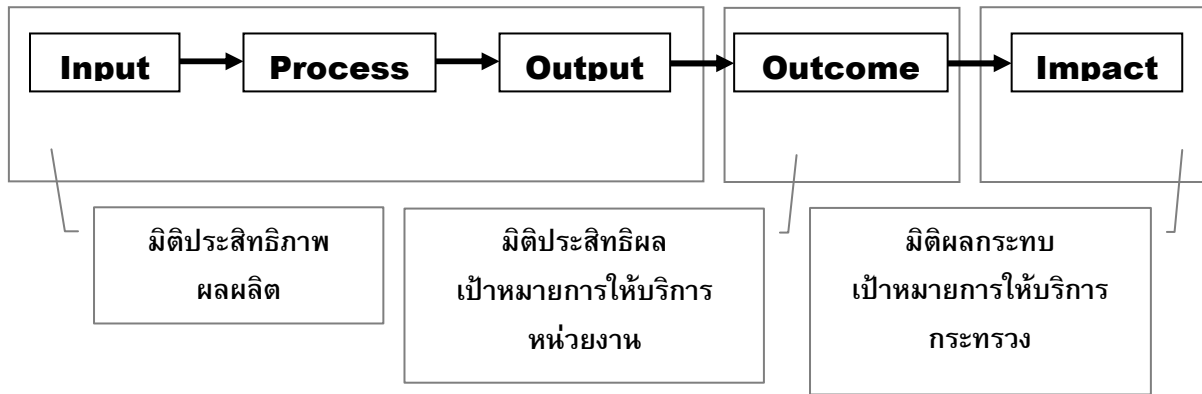 Input Process Output Outcome Impact
มิติประสิทธิภาพ
ผลผลิต
มิติประสิทธิผล
เป้าหมายการให้บริการ
หน่วยงาน
มิติผลกระทบ
เป้าหมายการให้บริการ
กระทรวง